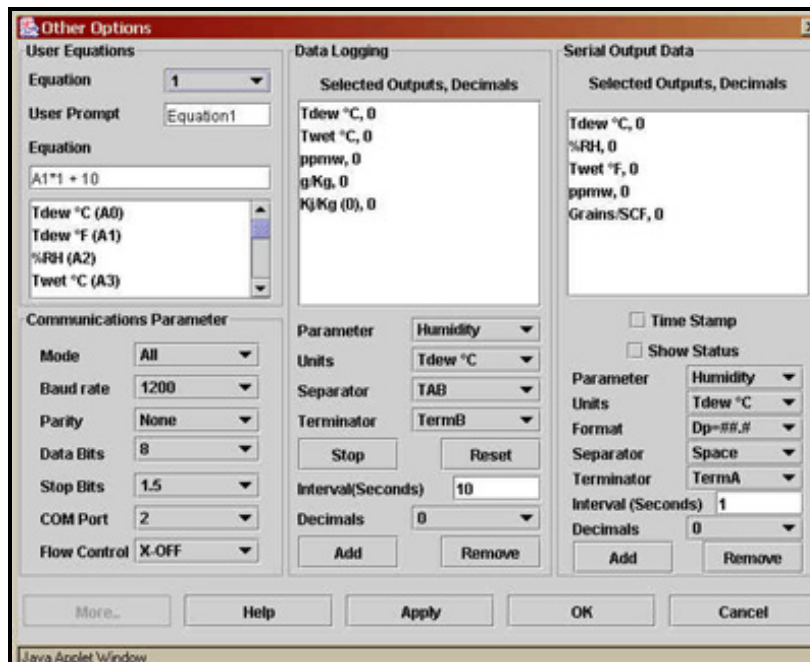 Other Options
User Equations
Equation 1
User Prompt Equation1
Equation
A1*1 + 10
Tdew °C (A0)
Tdew °F (A1)
%RH (A2)
Twet °C (A3)
Communications Parameter
Mode All
Baud rate 1200
Parity None
Data Bits 8
Stop Bits 1.5
COM Port 2
Flow Control X-OFF
Data Logging
Selected Outputs, Decimals
Tdew °C, 0
Twet °C, 0
ppmw, 0
g/Kg, 0
Kj/Kg (0), 0
Parameter Humidity
Units Tdew °C
Separator TAB
Terminator TermB
Stop Reset
Interval(Seconds) 10
Decimals 0
Add Remove
Serial Output Data
Selected Outputs, Decimals
Tdew °C, 0
%RH, 0
Twet °F, 0
ppmw, 0
Grains/SCF, 0
Time Stamp
Show Status
Parameter Humidity
Units Tdew °C
Format Dp=##.#
Separator Space
Terminator TermA
Interval (Seconds) 1
Decimals 0
Add Remove
More.. Help Apply OK Cancel
Java Applet Window